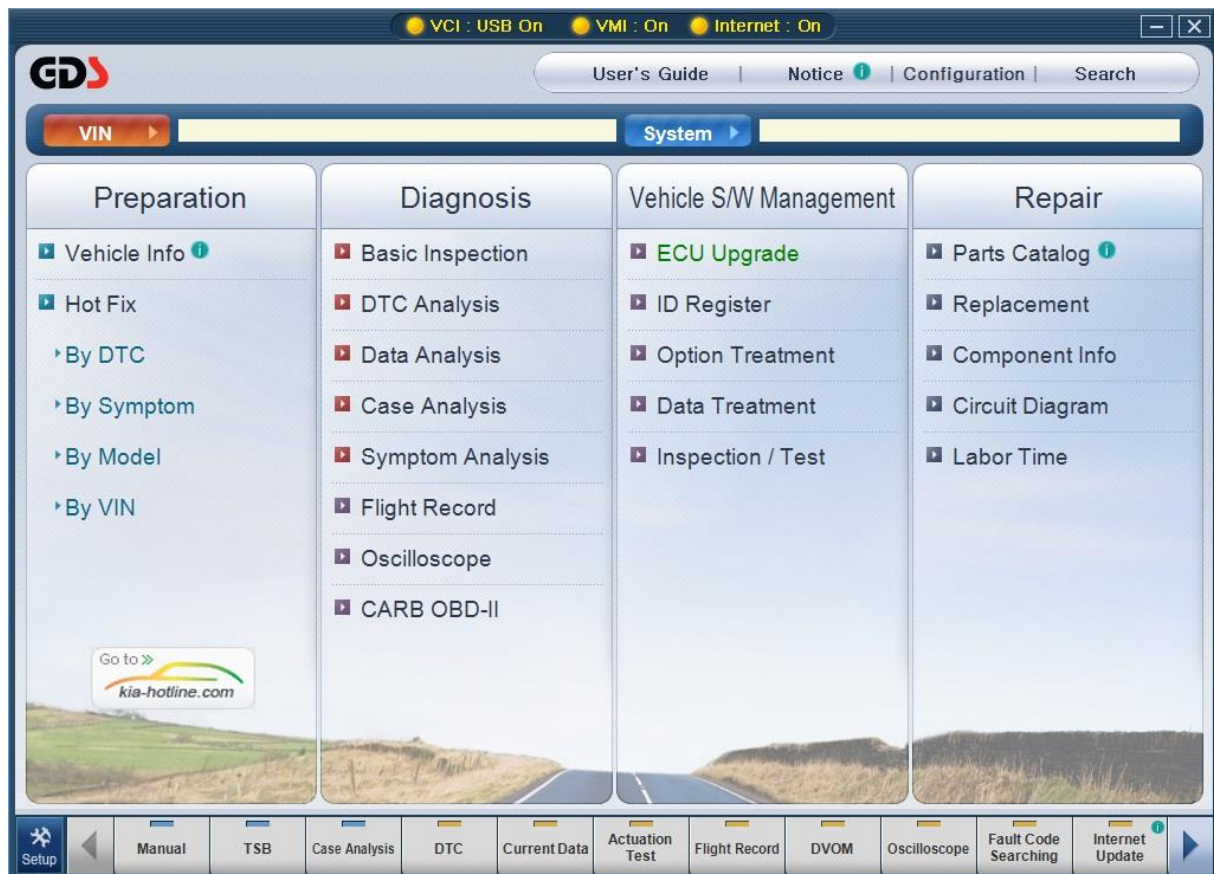 VCI : USB On VMI : On Internet : On
GDS
User's Guide | Notice i | Configuration | Search
VIN System
Preparation
Vehicle Info i
Hot Fix
By DTC
By Symptom
By Model
By VIN
Go to »
kia-hotline.com
Diagnosis
Basic Inspection
DTC Analysis
Data Analysis
Case Analysis
Symptom Analysis
Flight Record
Oscilloscope
CARB OBD-II
Vehicle S/W Management
ECU Upgrade
ID Register
Option Treatment
Data Treatment
Inspection / Test
Repair
Parts Catalog i
Replacement
Component Info
Circuit Diagram
Labor Time
Setup
Manual
TSB
Case Analysis
DTC
Current Data
Actuation
Test
Flight Record
DVOM
Oscilloscope
Fault Code
Searching
Internet
Update i